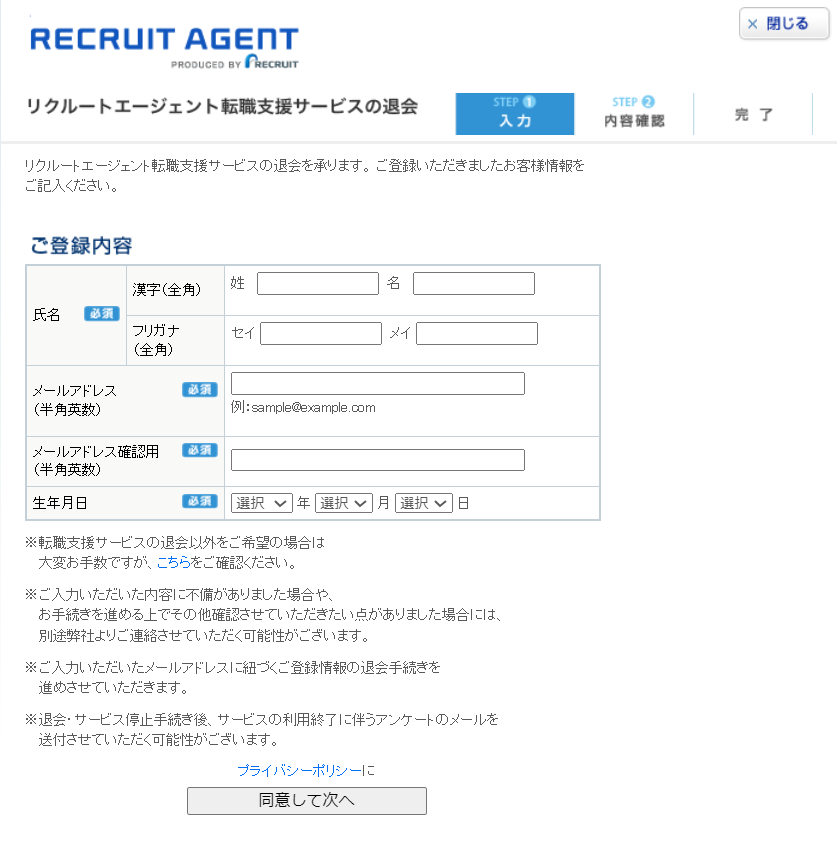 × 閉じる
RECRUIT AGENT
PRODUCED BY RECRUIT
リクルートエージェント転職支援サービスの退会
STEP 1
入力
STEP 2
内容確認
完了
リクルートエージェント転職支援サービスの退会を承ります。ご登録いただきましたお客様情報を
ご記入ください。
ご登録内容
氏名 必須
漢字(全角)
姓 名
フリガナ
(全角)
セイ メイ
メールアドレス 必須
(半角英数)
例:sample@example.com
メールアドレス確認用 必須
(半角英数)
生年月日 必須
選択 年 選択 月 選択 日
※転職支援サービスの退会以外をご希望の場合は
大変お手数ですが、こちらをご確認ください。
※ご入力いただいた内容に不備がありました場合や、
お手続きを進める上でその他確認させていただきたい点がありました場合には、
別途弊社よりご連絡させていただく可能性がございます。
※ご入力いただいたメールアドレスに紐づくご登録情報の退会手続きを
進めさせていただきます。
※退会・サービス停止手続き後、サービスの利用終了に伴うアンケートのメールを
送付させていただく可能性がございます。
プライバシーポリシーに
同意して次へ